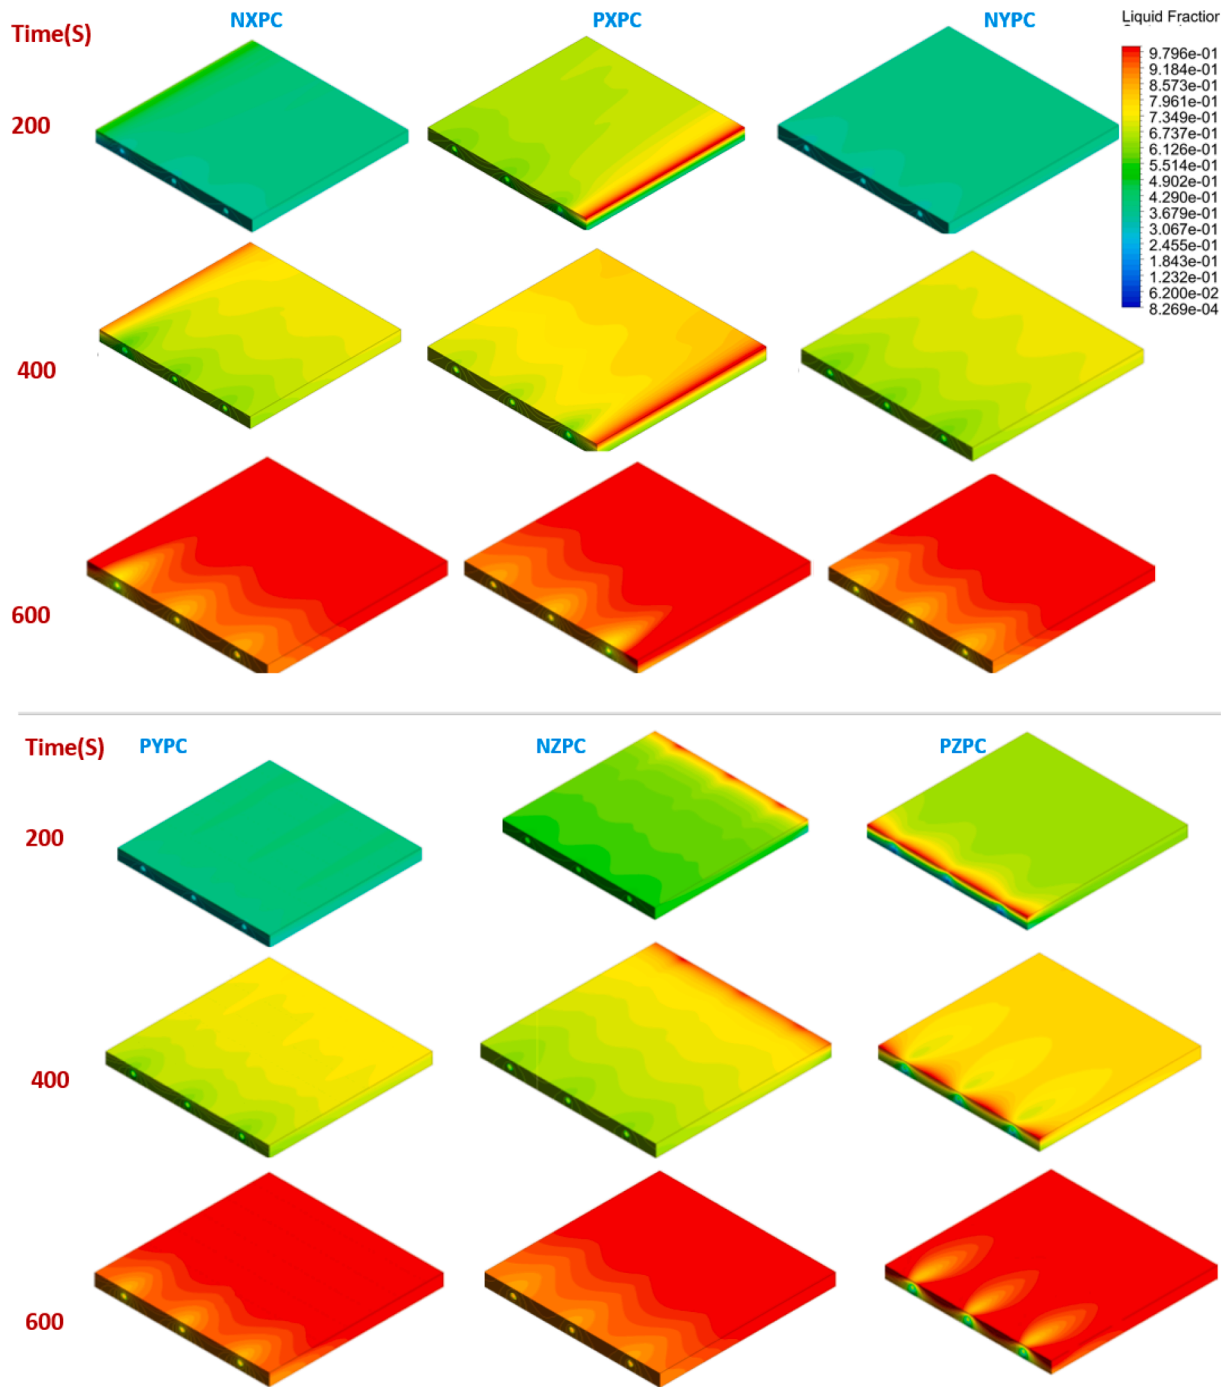 NXPC PXPC NYPC Liquid Fraction
Time(S)
9.796e-01
9.184e-01
8.573e-01
7.961e-01
7.349e-01
6.737e-01
6.126e-01
5.514e-01
4.902e-01
4.290e-01
3.679e-01
3.067e-01
2.455e-01
1.843e-01
1.232e-01
6.200e-02
8.269e-04
200
400
600
Time(S) PYPC NZPC PZPC
200
400
600